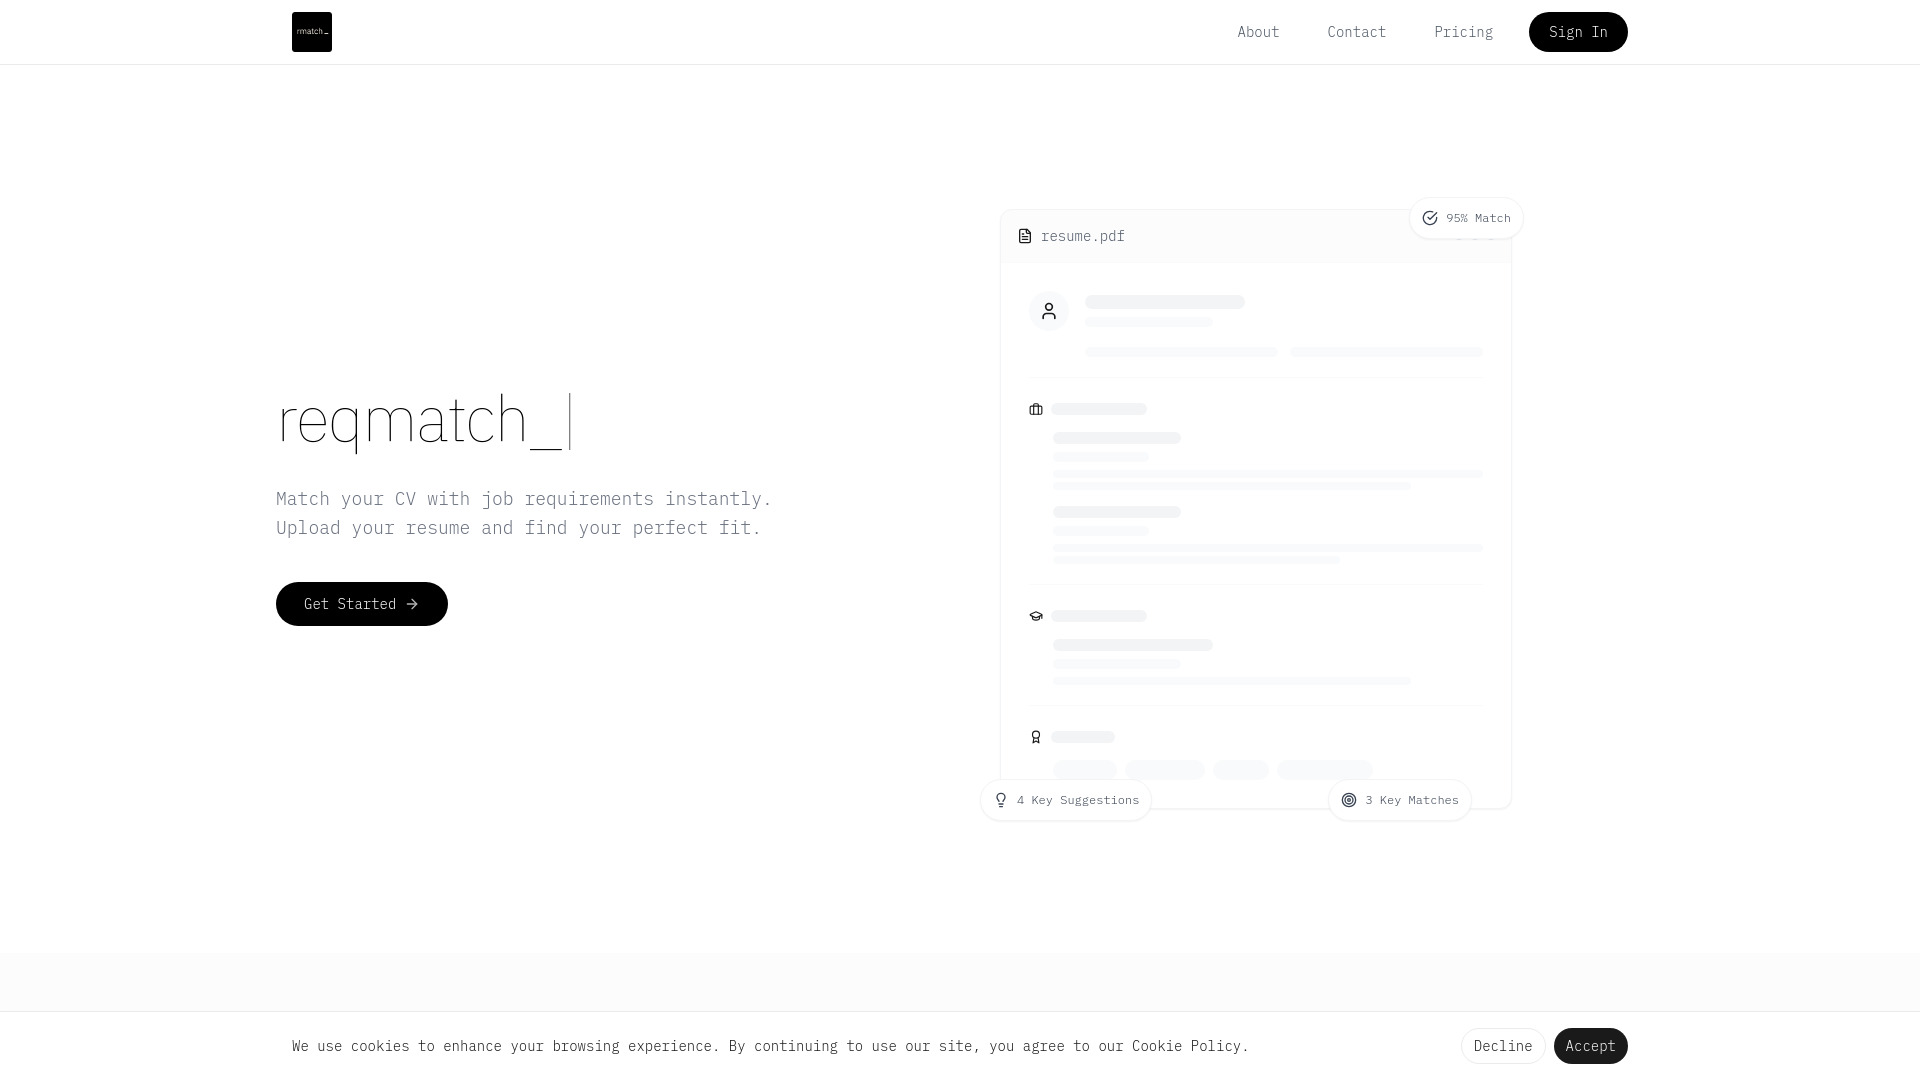 rmatch_
About
Contact
Pricing
Sign In
reqmatch_
Match your CV with job requirements instantly.
Upload your resume and find your perfect fit.
Get Started
resume.pdf
95% Match
4 Key Suggestions
3 Key Matches
We use cookies to enhance your browsing experience. By continuing to use our site, you agree to our Cookie Policy.
Decline
Accept